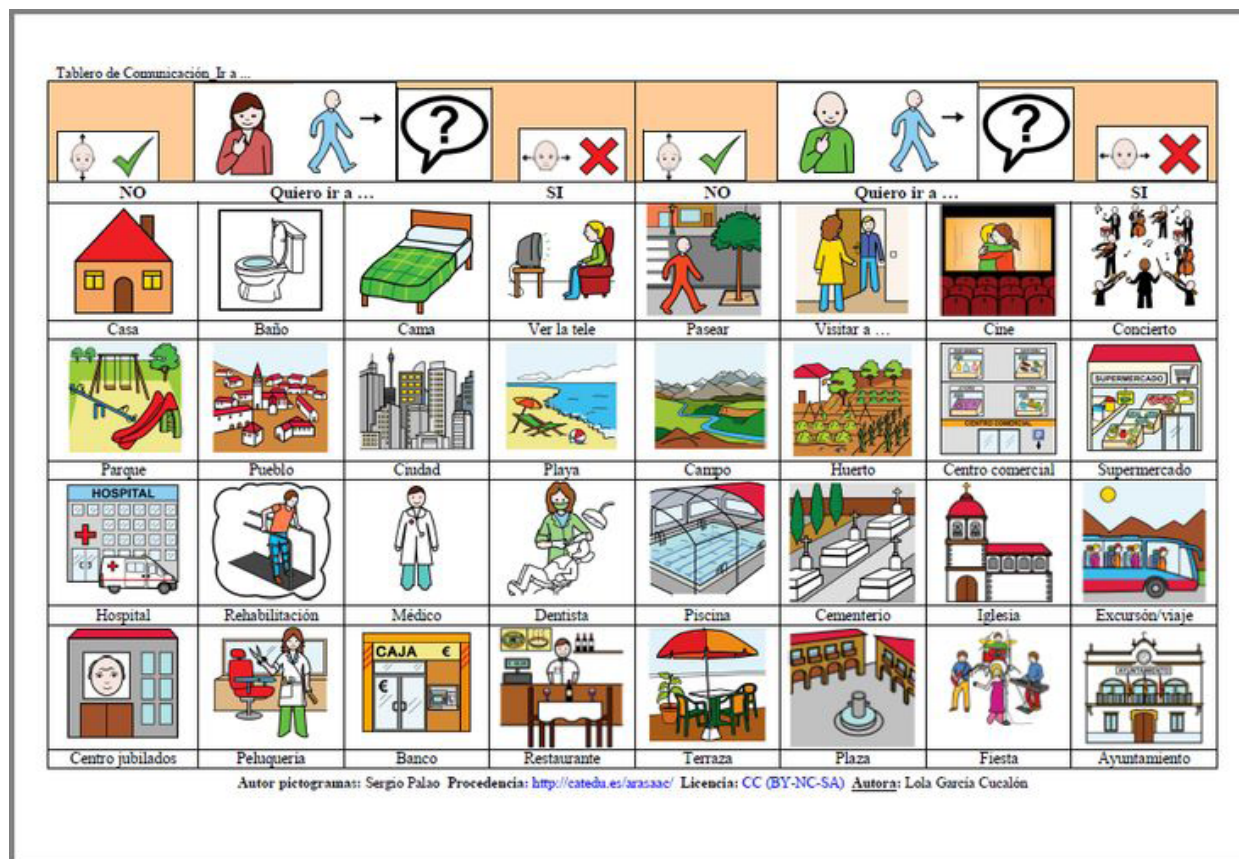 Tablero de Comunicación_Ir a ...
NO Quiero ir a ... SI NO Quiero ir a ... SI
Casa Baño Cama Ver la tele Pasear Visitar a ... Cine Concierto
CENTRO COMERCIAL SUPERMERCADO
Parque Pueblo Ciudad Playa Campo Huerto Centro comercial Supermercado
HOSPITAL
Hospital Rehabilitación Médico Dentista Piscina Cementerio Iglesia Excursón/viaje
CAJA €
€
AYUNTAMIENTO
Centro jubilados Peluqueria Banco Restaurante Terraza Plaza Fiesta Ayuntamiento
Autor pictogramas: Sergio Palao Procedencia: http://catedu.es/arasaac/ Licencia: CC (BY-NC-SA) Autora: Lola García Cucalón